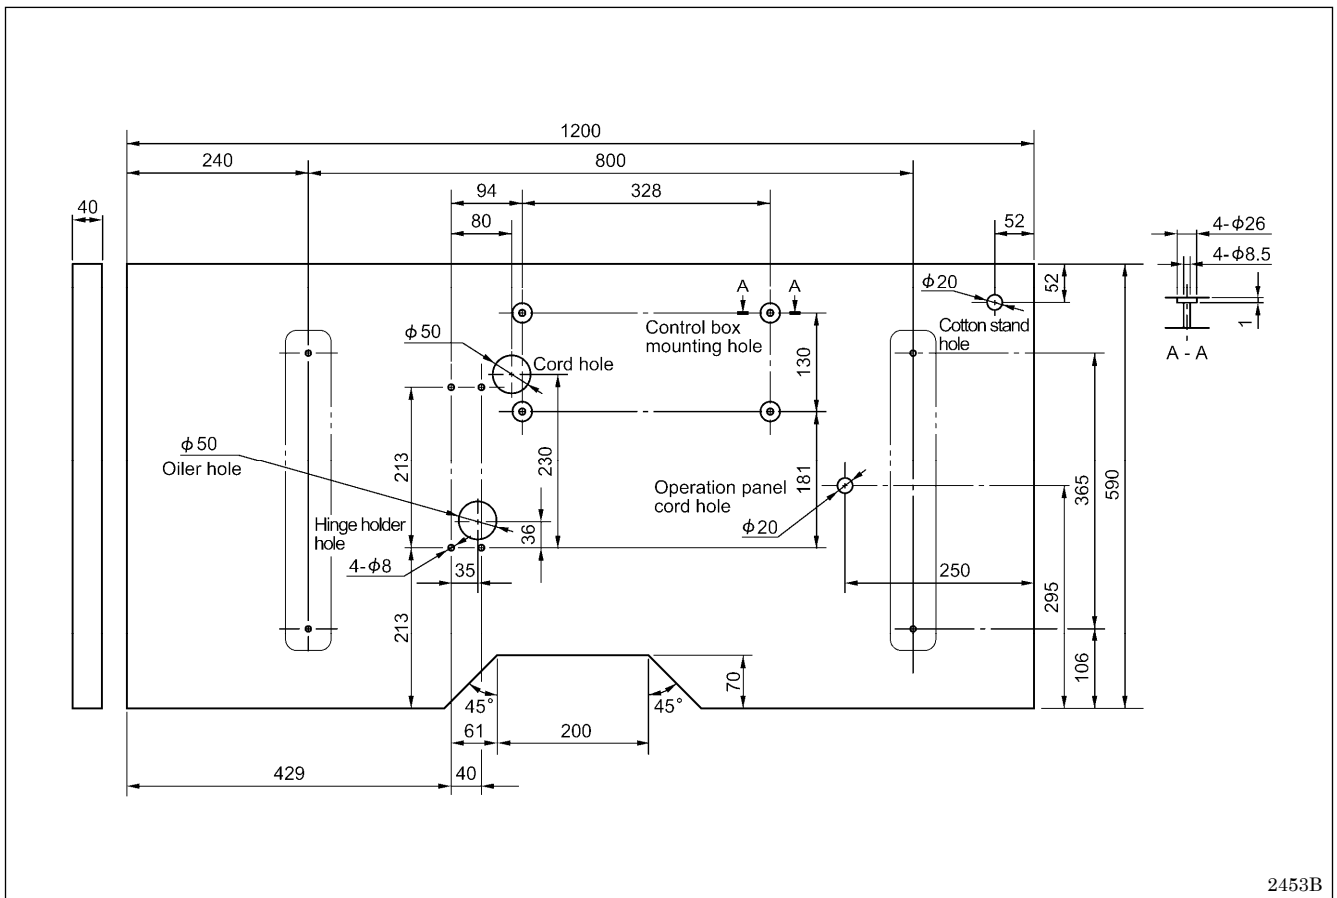 1200
240
800
94
328
40
80
52
4-ϕ26
4-ϕ8.5
52
ϕ20
A
A
1
A - A
Cotton stand
hole
Control box
mounting hole
ϕ50
Cord hole
130
ϕ50
Oiler hole
213
230
181
365
590
Operation panel
cord hole
ϕ20
Hinge holder
hole
36
4-ϕ8
35
250
295
213
106
70
45°
45°
61
200
429
40
2453B